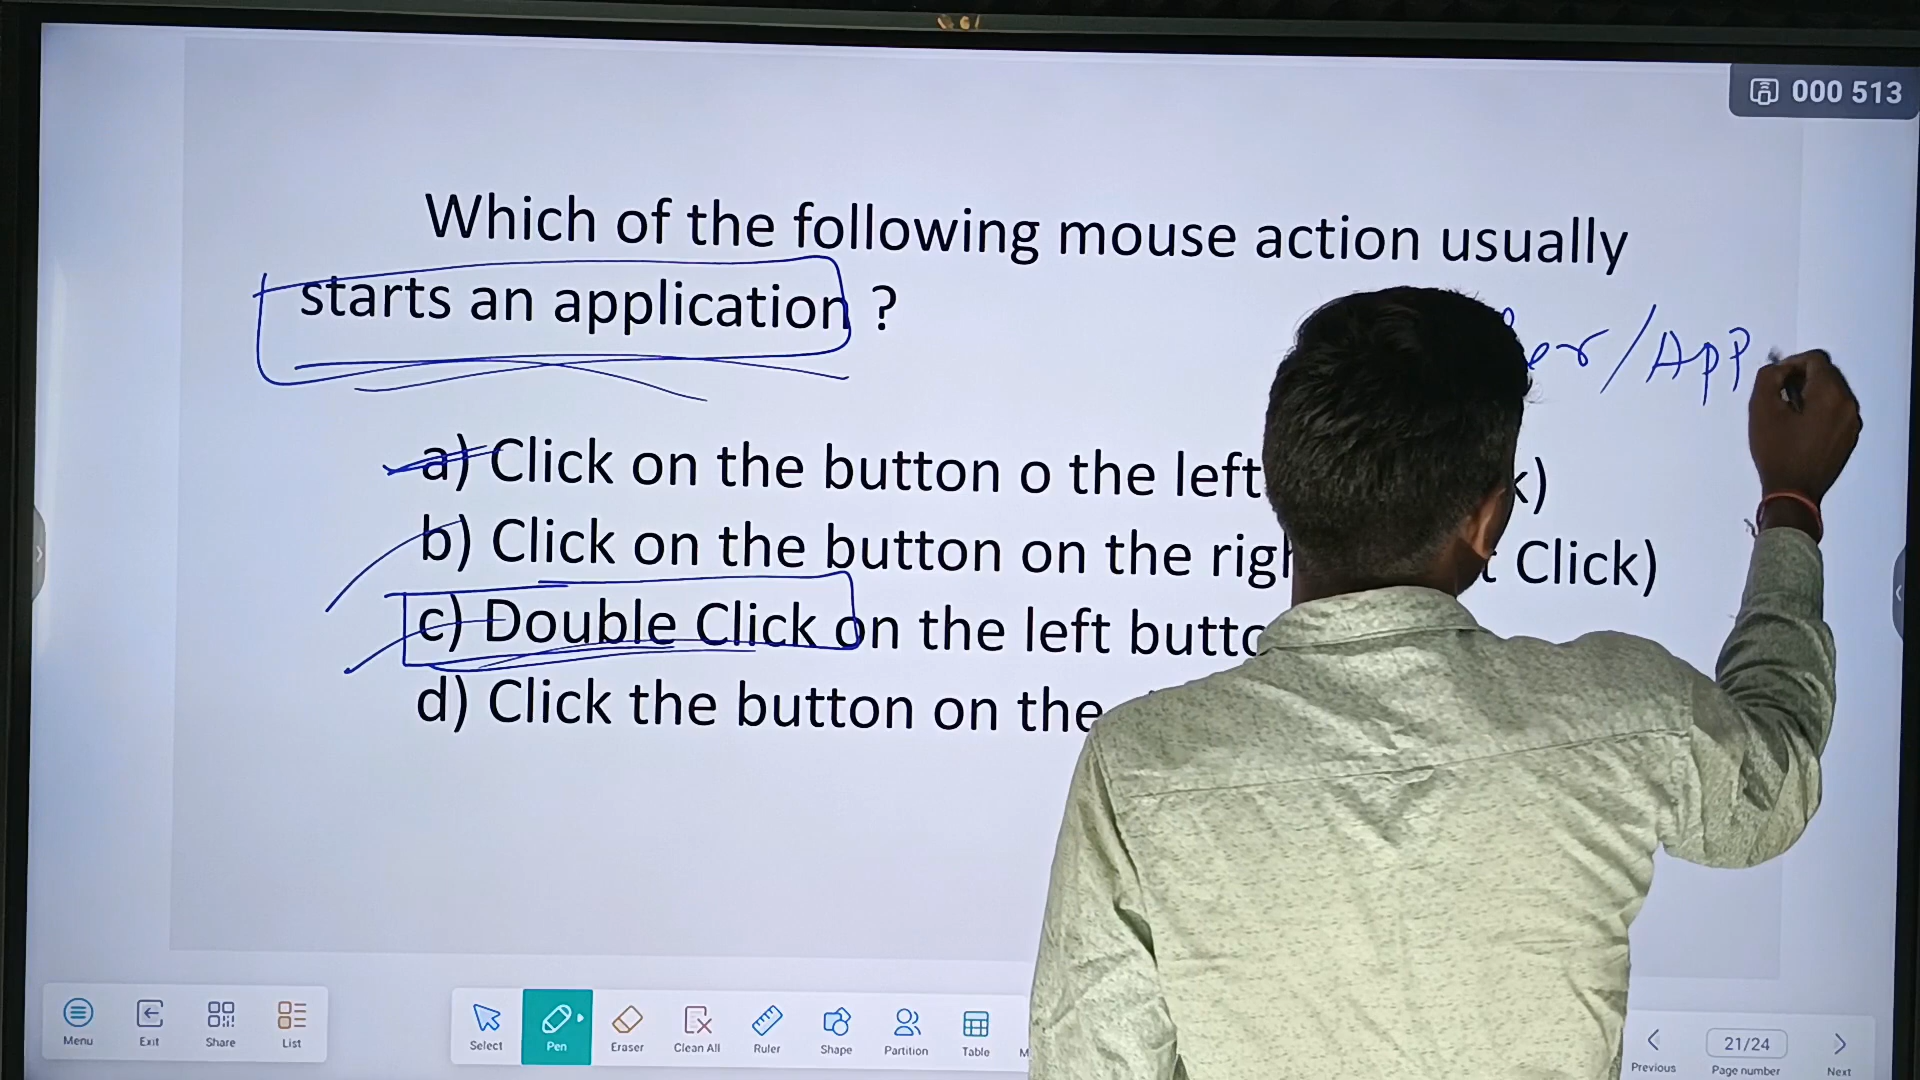 000 513
Which of the following mouse action usually
starts an application ?
er/App
a) Click on the button o the left k)
b) Click on the button on the righ t Click)
c) Double Click on the left butto
d) Click the button on the
Menu Exit Share List Select Pen Eraser Clean All Ruler Shape Partition Table M Previous 21/24 Page number Next